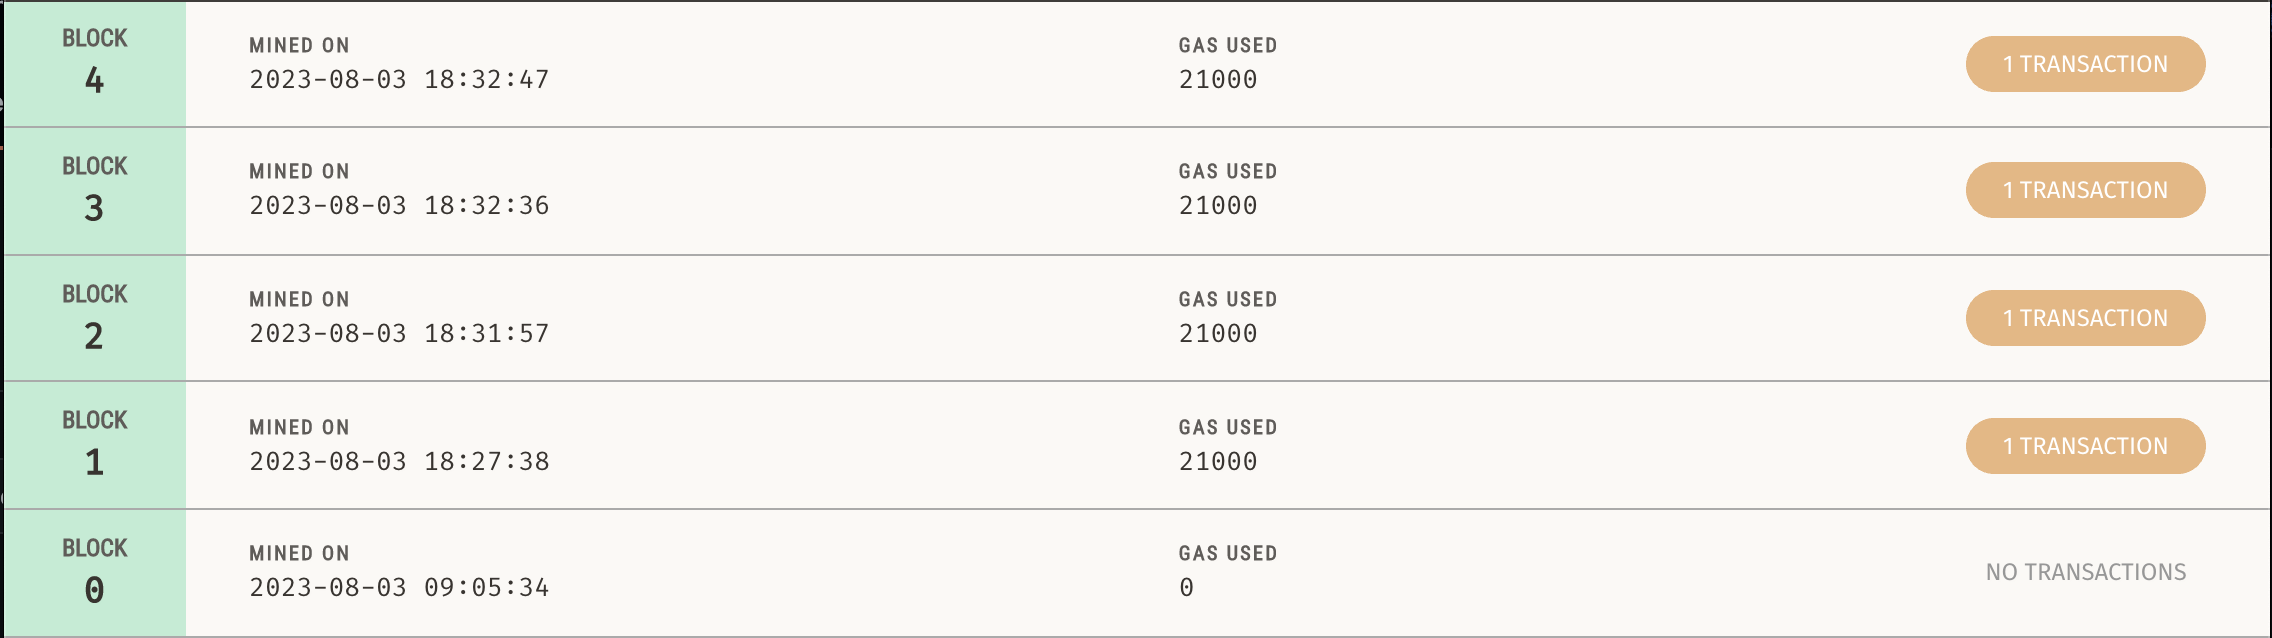 BLOCK
4
MINED ON
2023-08-03 18:32:47
GAS USED
21000
1 TRANSACTION
BLOCK
3
MINED ON
2023-08-03 18:32:36
GAS USED
21000
1 TRANSACTION
BLOCK
2
MINED ON
2023-08-03 18:31:57
GAS USED
21000
1 TRANSACTION
BLOCK
1
MINED ON
2023-08-03 18:27:38
GAS USED
21000
1 TRANSACTION
BLOCK
0
MINED ON
2023-08-03 09:05:34
GAS USED
0
NO TRANSACTIONS